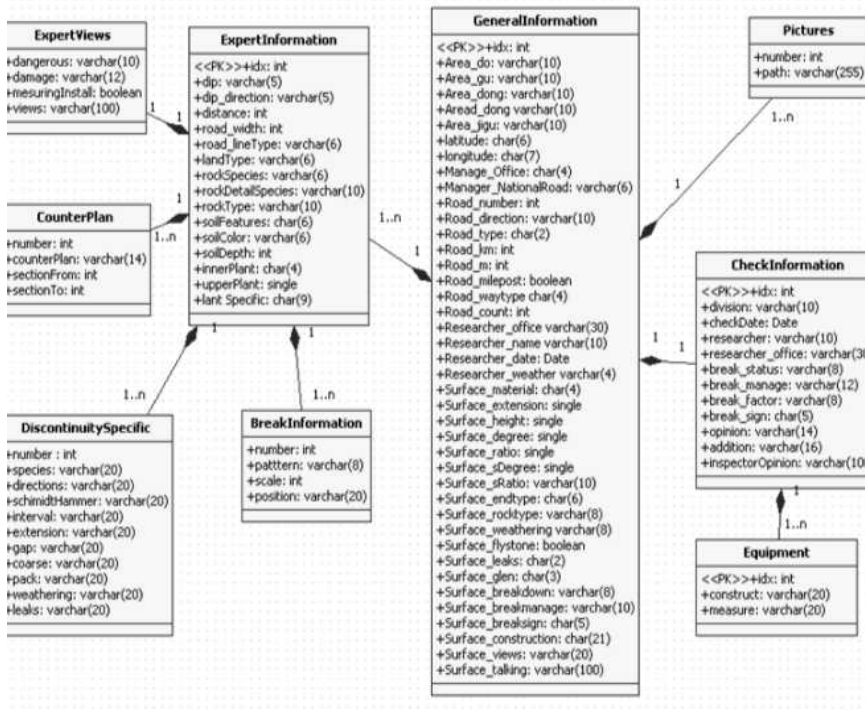 ExpertViews
+dangerous: varchar(10)
+damage: varchar(12)
+mesuringInstall: boolean
+views: varchar(100)
1
1
CounterPlan
+number: int
+counterPlan: varchar(14)
+sectionFrom: int
+sectionTo: int
1
1..n
ExpertInformation
<<PK>>+idx: int
+dip: varchar(5)
+dip_direction: varchar(5)
+distance: int
+road_width: int
+road_lineType: varchar(6)
+landType: varchar(6)
+rockSpecies: varchar(6)
+rockDetailSpecies: varchar(10)
+rockType: varchar(10)
+soilFeatures: char(6)
+soilColor: varchar(6)
+soilDepth: int
+innerPlant: char(4)
+upperPlant: single
+lant Specific: char(9)
1
1..n
1
1..n
1..n
1
DiscontinuitySpecific
+number : int
+species: varchar(20)
+directions: varchar(20)
+schimidtHammer: varchar(20)
+interval: varchar(20)
+extension: varchar(20)
+gap: varchar(20)
+coarse: varchar(20)
+pack: varchar(20)
+weathering: varchar(20)
+leaks: varchar(20)
BreakInformation
+number: int
+patttern: varchar(8)
+scale: int
+position: varchar(20)
GeneralInformation
<<PK>>+idx: int
+Area_do: varchar(10)
+Area_gu: varchar(10)
+Area_dong: varchar(10)
+Aread_dong varchar(10)
+Area_jigu: varchar(10)
+latitude: char(6)
+longitude: char(7)
+Manage_Office: char(4)
+Manager_NationalRoad: varchar(6)
+Road_number: int
+Road_direction: varchar(10)
+Road_type: char(2)
+Road_km: int
+Road_m: int
+Road_milepost: boolean
+Road_waytype char(4)
+Road_count: int
+Researcher_office varchar(30)
+Researcher_name varchar(10)
+Researcher_date: Date
+Researcher_weather varchar(4)
+Surface_material: char(4)
+Surface_extension: single
+Surface_height: single
+Surface_degree: single
+Surface_ratio: single
+Surface_sDegree: single
+Surface_sRatio: varchar(10)
+Surface_endtype: char(6)
+Surface_rocktype: varchar(8)
+Surface_weathering varchar(8)
+Surface_flystone: boolean
+Surface_leaks: char(2)
+Surface_glen: char(3)
+Surface_breakdown: varchar(8)
+Surface_breakmanage: varchar(10)
+Surface_breaksign: char(5)
+Surface_construction: char(21)
+Surface_views: varchar(20)
+Surface_talking: varchar(100)
Pictures
+number: int
+path: varchar(255)
1..n
1
1
1
CheckInformation
<<PK>>+idx: int
+division: varchar(10)
+checkDate: Date
+researcher: varchar(10)
+researcher_office: varchar(30
+break_status: varchar(8)
+break_manage: varchar(12)
+break_factor: varchar(8)
+break_sign: char(5)
+opinion: varchar(14)
+addition: varchar(16)
+inspectorOpinion: varchar(100
1
1..n
Equipment
<<PK>>+idx: int
+construct: varchar(20)
+measure: varchar(20)